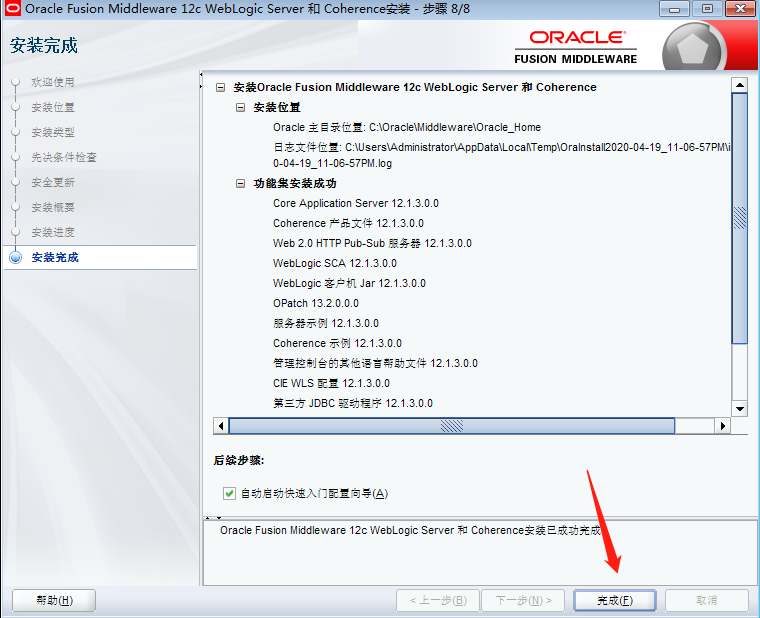 Oracle Fusion Middleware 12c WebLogic Server 和 Coherence安装 - 步骤 8/8
安装完成
ORACLE
FUSION MIDDLEWARE
欢迎使用
安装位置
安装类型
先决条件检查
安全更新
安装概要
安装进度
安装完成
安装Oracle Fusion Middleware 12c WebLogic Server 和 Coherence
安装位置
Oracle 主目录位置: C:\Oracle\Middleware\Oracle_Home
日志文件位置: C:\Users\Administrator\AppData\Local\Temp\OraInstall2020-04-19_11-06-57PM\i
0-04-19_11-06-57PM.log
功能集安装成功
Core Application Server 12.1.3.0.0
Coherence 产品文件 12.1.3.0.0
Web 2.0 HTTP Pub-Sub 服务器 12.1.3.0.0
WebLogic SCA 12.1.3.0.0
WebLogic 客户机 Jar 12.1.3.0.0
OPatch 13.2.0.0.0
服务器示例 12.1.3.0.0
Coherence 示例 12.1.3.0.0
管理控制台的其他语言帮助文件 12.1.3.0.0
CIE WLS 配置 12.1.3.0.0
第三方 JDBC 驱动程序 12.1.3.0.0
后续步骤:
自动启动快速入门配置向导(A)
Oracle Fusion Middleware 12c WebLogic Server 和 Coherence安装已成功完成
帮助(H)
< 上一步(B)
下一步(N) >
完成(F)
取消